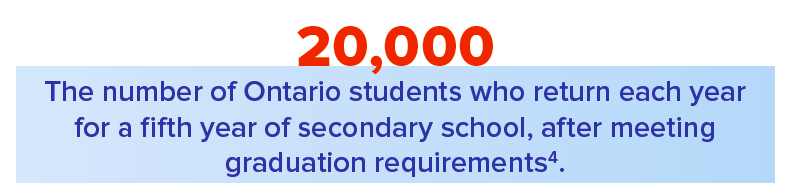 20,000
The number of Ontario students who return each year
for a fifth year of secondary school, after meeting
graduation requirements⁴.